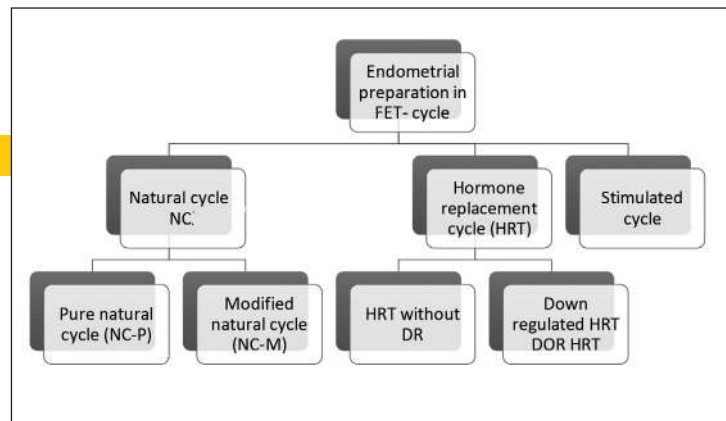 Endometrial
preparation in
FET- cycle
Natural cycle
NC.
Hormone
replacement
cycle (HRT)
Stimulated
cycle
Pure natural
cycle (NC-P)
Modified
natural cycle
(NC-M)
HRT without
DR
Down
regulated HRT
DOR HRT